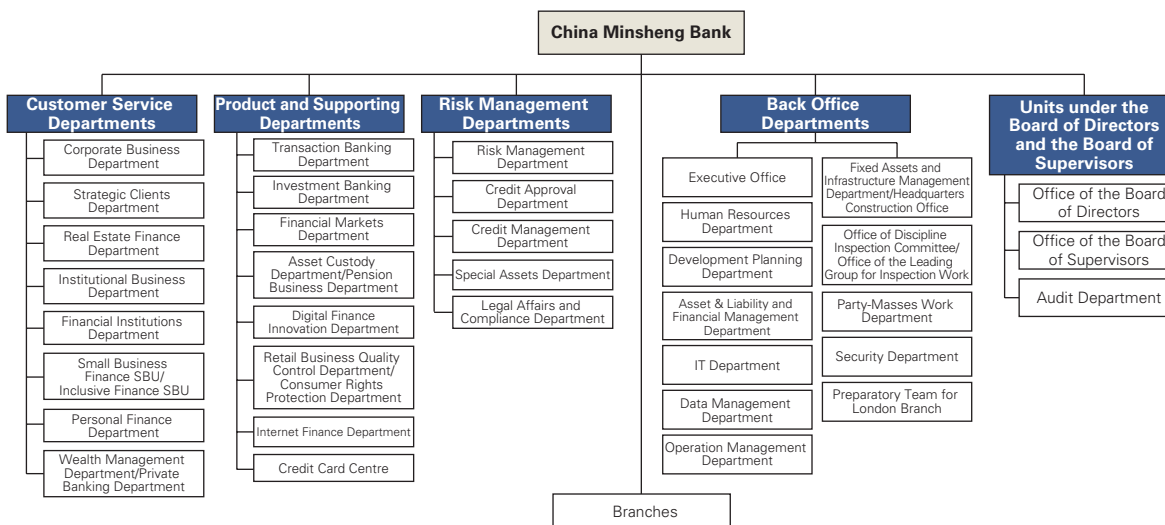 China Minsheng Bank
Customer Service
Departments
Corporate Business
Department
Strategic Clients
Department
Real Estate Finance
Department
Institutional Business
Department
Financial Institutions
Department
Small Business
Finance SBU/
Inclusive Finance SBU
Personal Finance
Department
Wealth Management
Department/Private
Banking Department
Product and Supporting
Departments
Transaction Banking
Department
Investment Banking
Department
Financial Markets
Department
Asset Custody
Department/Pension
Business Department
Digital Finance
Innovation Department
Retail Business Quality
Control Department/
Consumer Rights
Protection Department
Internet Finance Department
Credit Card Centre
Risk Management
Departments
Risk Management
Department
Credit Approval
Department
Credit Management
Department
Special Assets Department
Legal Affairs and
Compliance Department
Back Office
Departments
Executive Office
Human Resources
Department
Development Planning
Department
Asset & Liability and
Financial Management
Department
IT Department
Data Management
Department
Operation Management
Department
Fixed Assets and
Infrastructure Management
Department/Headquarters
Construction Office
Office of Discipline
Inspection Committee/
Office of the Leading
Group for Inspection Work
Party-Masses Work
Department
Security Department
Preparatory Team for
London Branch
Units under the
Board of Directors
and the Board of
Supervisors
Office of the Board
of Directors
Office of the Board
of Supervisors
Audit Department
Branches